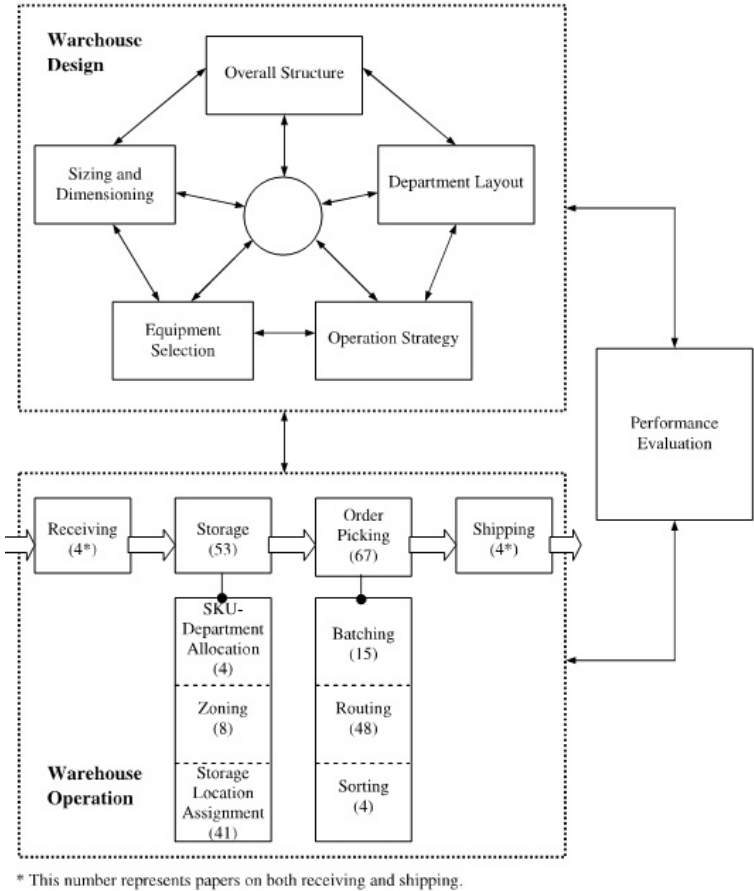 Warehouse
Design
Overall Structure
Sizing and
Dimensioning
Department Layout
Equipment
Selection
Operation Strategy
Performance
Evaluation
Receiving
(4*)
Storage
(53)
Order
Picking
(67)
Shipping
(4*)
SKU-
Department
Allocation
(4)
Zoning
(8)
Storage
Location
Assignment
(41)
Batching
(15)
Routing
(48)
Sorting
(4)
Warehouse
Operation
* This number represents papers on both receiving and shipping.